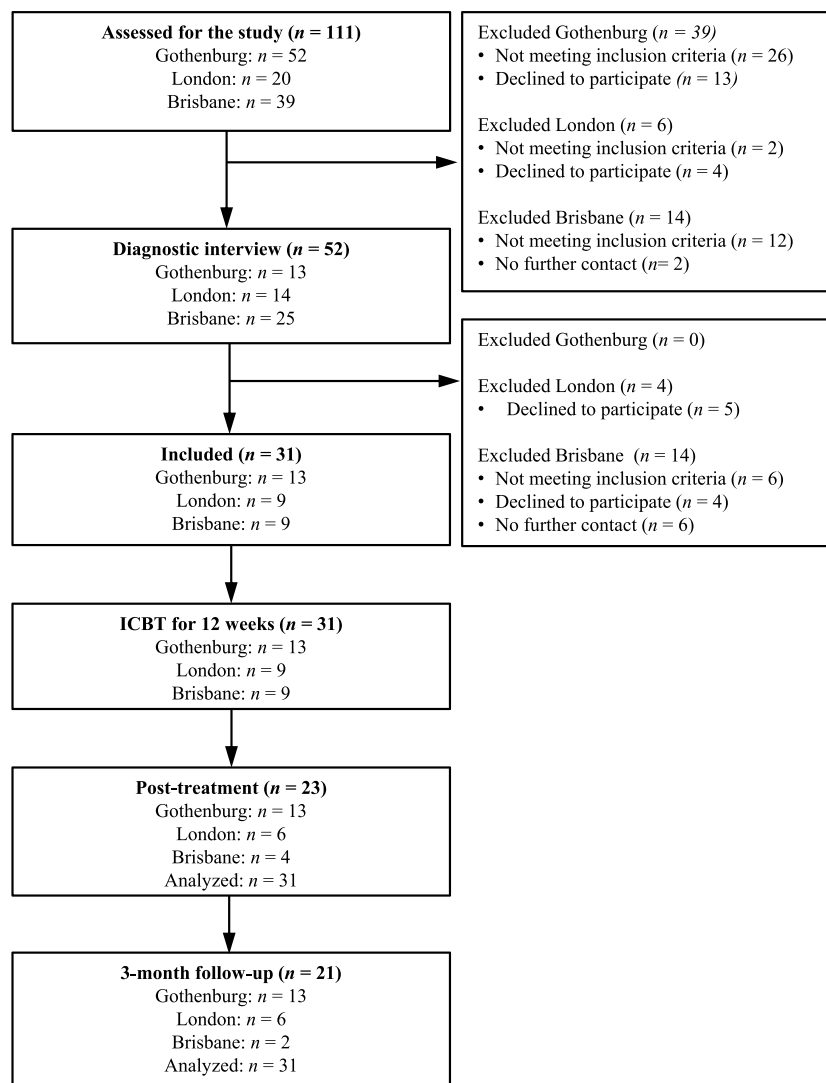 Assessed for the study (n = 111)
Gothenburg: n = 52
London: n = 20
Brisbane: n = 39
Excluded Gothenburg (n = 39)
• Not meeting inclusion criteria (n = 26)
• Declined to participate (n = 13)
Excluded London (n = 6)
• Not meeting inclusion criteria (n = 2)
• Declined to participate (n = 4)
Excluded Brisbane (n = 14)
• Not meeting inclusion criteria (n = 12)
• No further contact (n= 2)
Diagnostic interview (n = 52)
Gothenburg: n = 13
London: n = 14
Brisbane: n = 25
Excluded Gothenburg (n = 0)
Excluded London (n = 4)
• Declined to participate (n = 5)
Excluded Brisbane (n = 14)
• Not meeting inclusion criteria (n = 6)
• Declined to participate (n = 4)
• No further contact (n = 6)
Included (n = 31)
Gothenburg: n = 13
London: n = 9
Brisbane: n = 9
ICBT for 12 weeks (n = 31)
Gothenburg: n = 13
London: n = 9
Brisbane: n = 9
Post-treatment (n = 23)
Gothenburg: n = 13
London: n = 6
Brisbane: n = 4
Analyzed: n = 31
3-month follow-up (n = 21)
Gothenburg: n = 13
London: n = 6
Brisbane: n = 2
Analyzed: n = 31